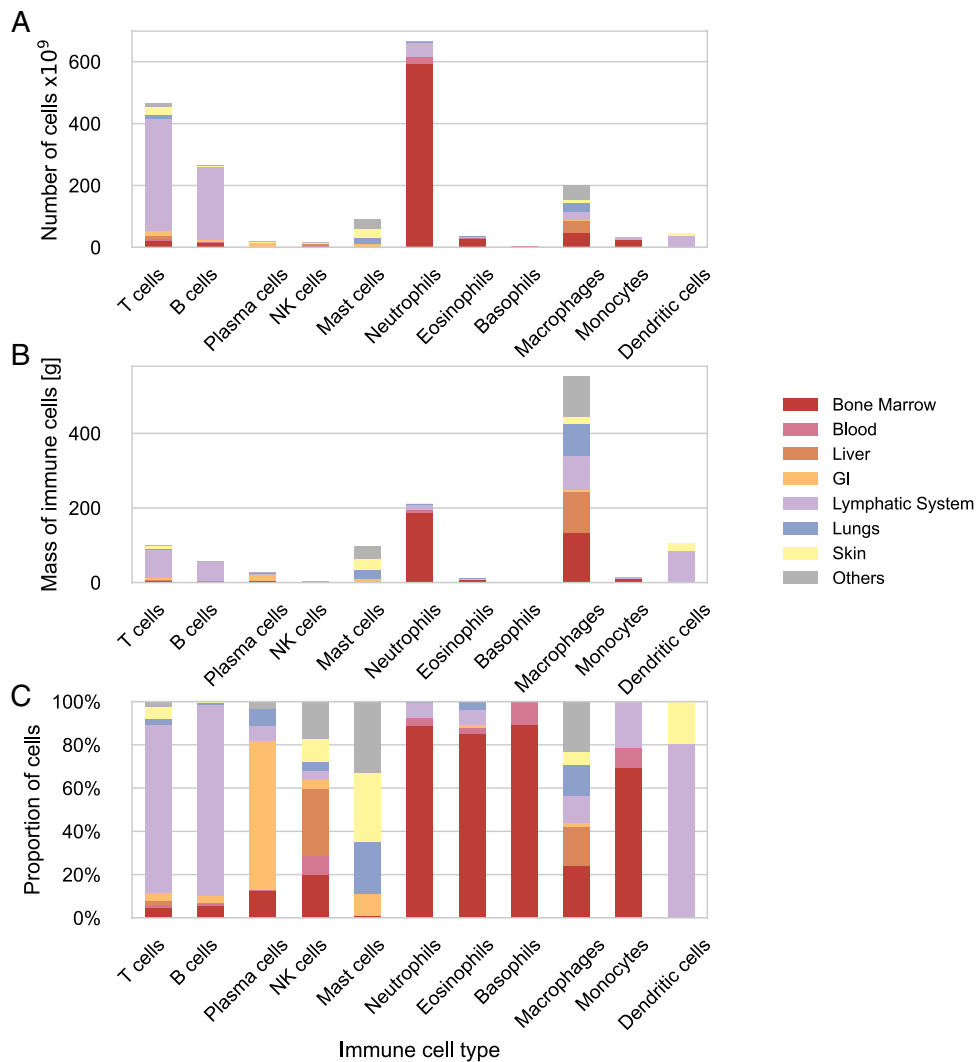 A
Number of cells x10⁹
600
400
200
0
T cells
B cells
Plasma cells
NK cells
Mast cells
Neutrophils
Eosinophils
Basophils
Macrophages
Monocytes
Dendritic cells
B
Mass of immune cells [g]
400
200
0
T cells
B cells
Plasma cells
NK cells
Mast cells
Neutrophils
Eosinophils
Basophils
Macrophages
Monocytes
Dendritic cells
Bone Marrow
Blood
Liver
GI
Lymphatic System
Lungs
Skin
Others
C
Proportion of cells
100%
80%
60%
40%
20%
0%
T cells
B cells
Plasma cells
NK cells
Mast cells
Neutrophils
Eosinophils
Basophils
Macrophages
Monocytes
Dendritic cells
Immune cell type